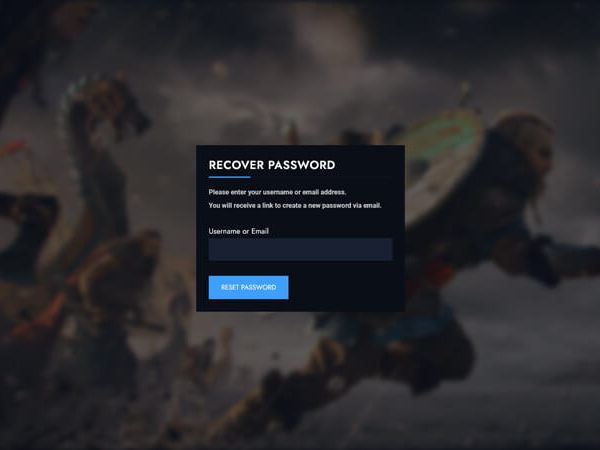 RECOVER PASSWORD
Please enter your username or email address.
You will receive a link to create a new password via email.
Username or Email
RESET PASSWORD